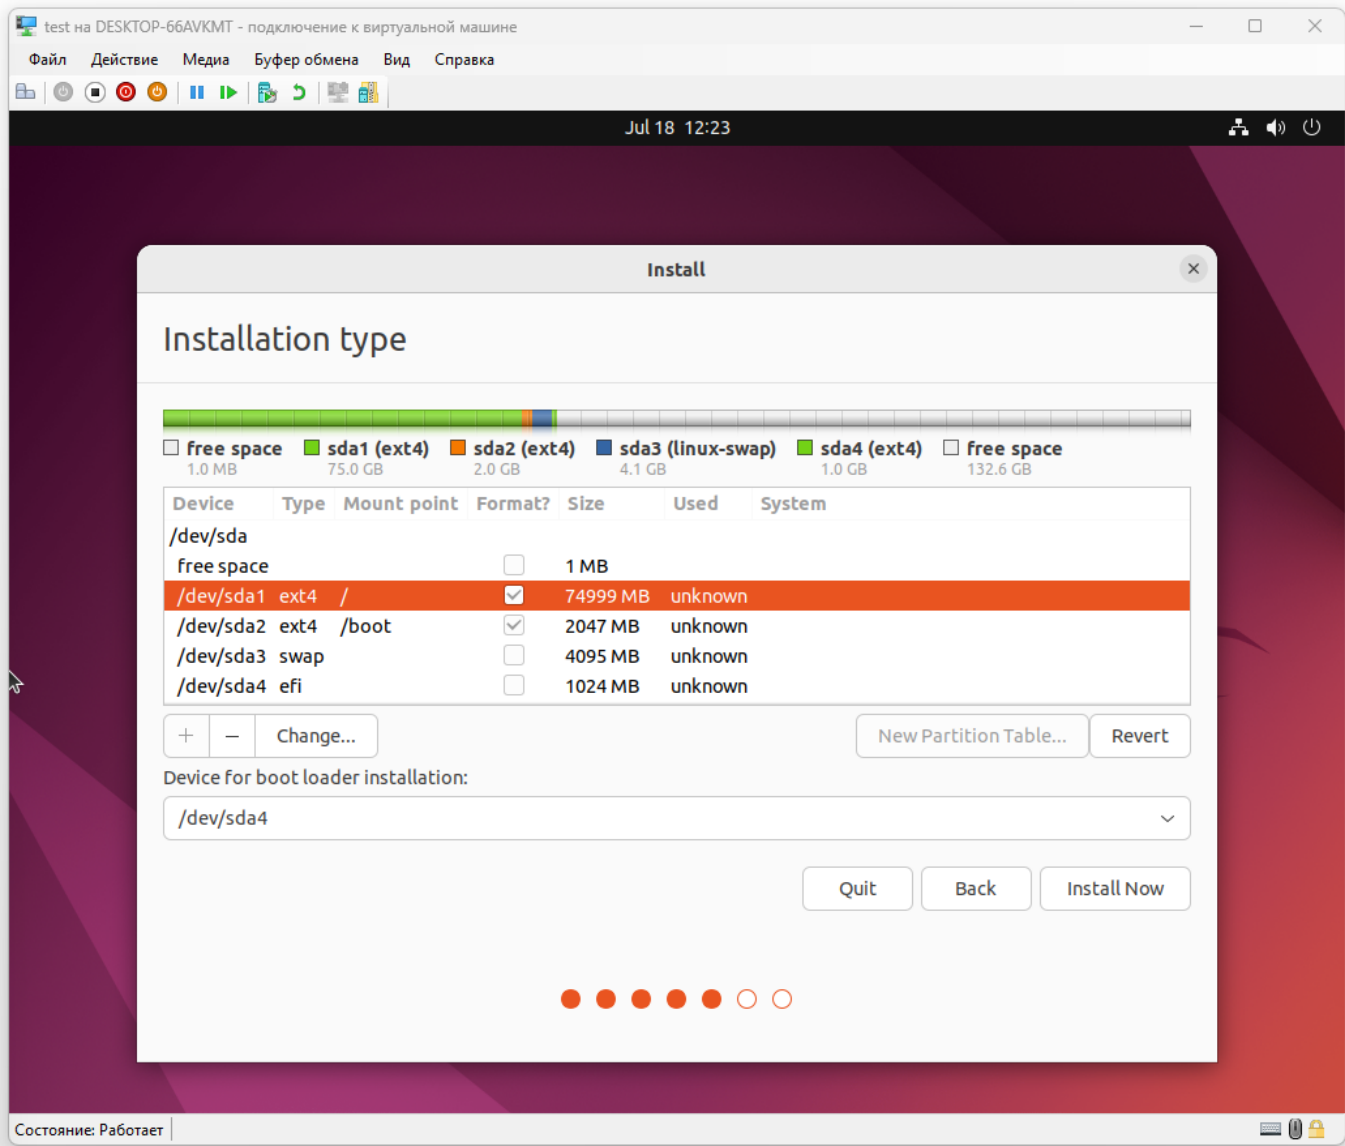 test на DESKTOP-66AVKMT - подключение к виртуальной машине
Файл Действие Медиа Буфер обмена Вид Справка
Jul 18 12:23
Install
Installation type
free space sda1 (ext4) sda2 (ext4) sda3 (linux-swap) sda4 (ext4) free space
1.0 MB 75.0 GB 2.0 GB 4.1 GB 1.0 GB 132.6 GB
Device Type Mount point Format? Size Used System
/dev/sda
free space 1 MB
/dev/sda1 ext4 / 74999 MB unknown
/dev/sda2 ext4 /boot 2047 MB unknown
/dev/sda3 swap 4095 MB unknown
/dev/sda4 efi 1024 MB unknown
+ − Change... New Partition Table... Revert
Device for boot loader installation:
/dev/sda4
Quit Back Install Now
Состояние: Работает